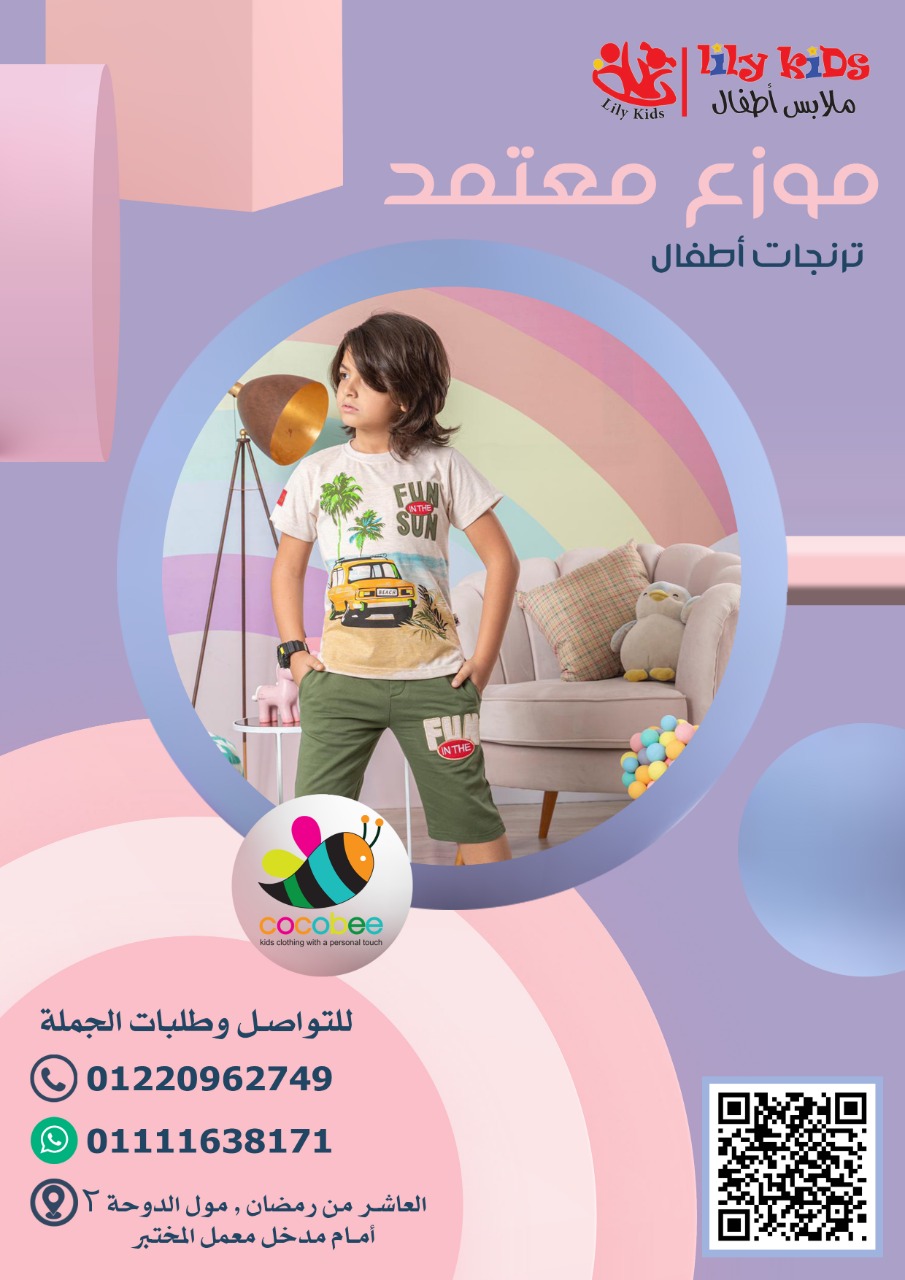 Lily Kids
lily kiDs
ملابس أطفال
موزع معتمد
ترنجات أطفال
FUN
IN THE
SUN
BEACH
FUN
IN THE
cocobee
kids clothing with a personal touch
للتواصل وطلبات الجملة
01220962749
01111638171
العاشر من رمضان , مول الدوحة ٢
أمام مدخل معمل المختبر